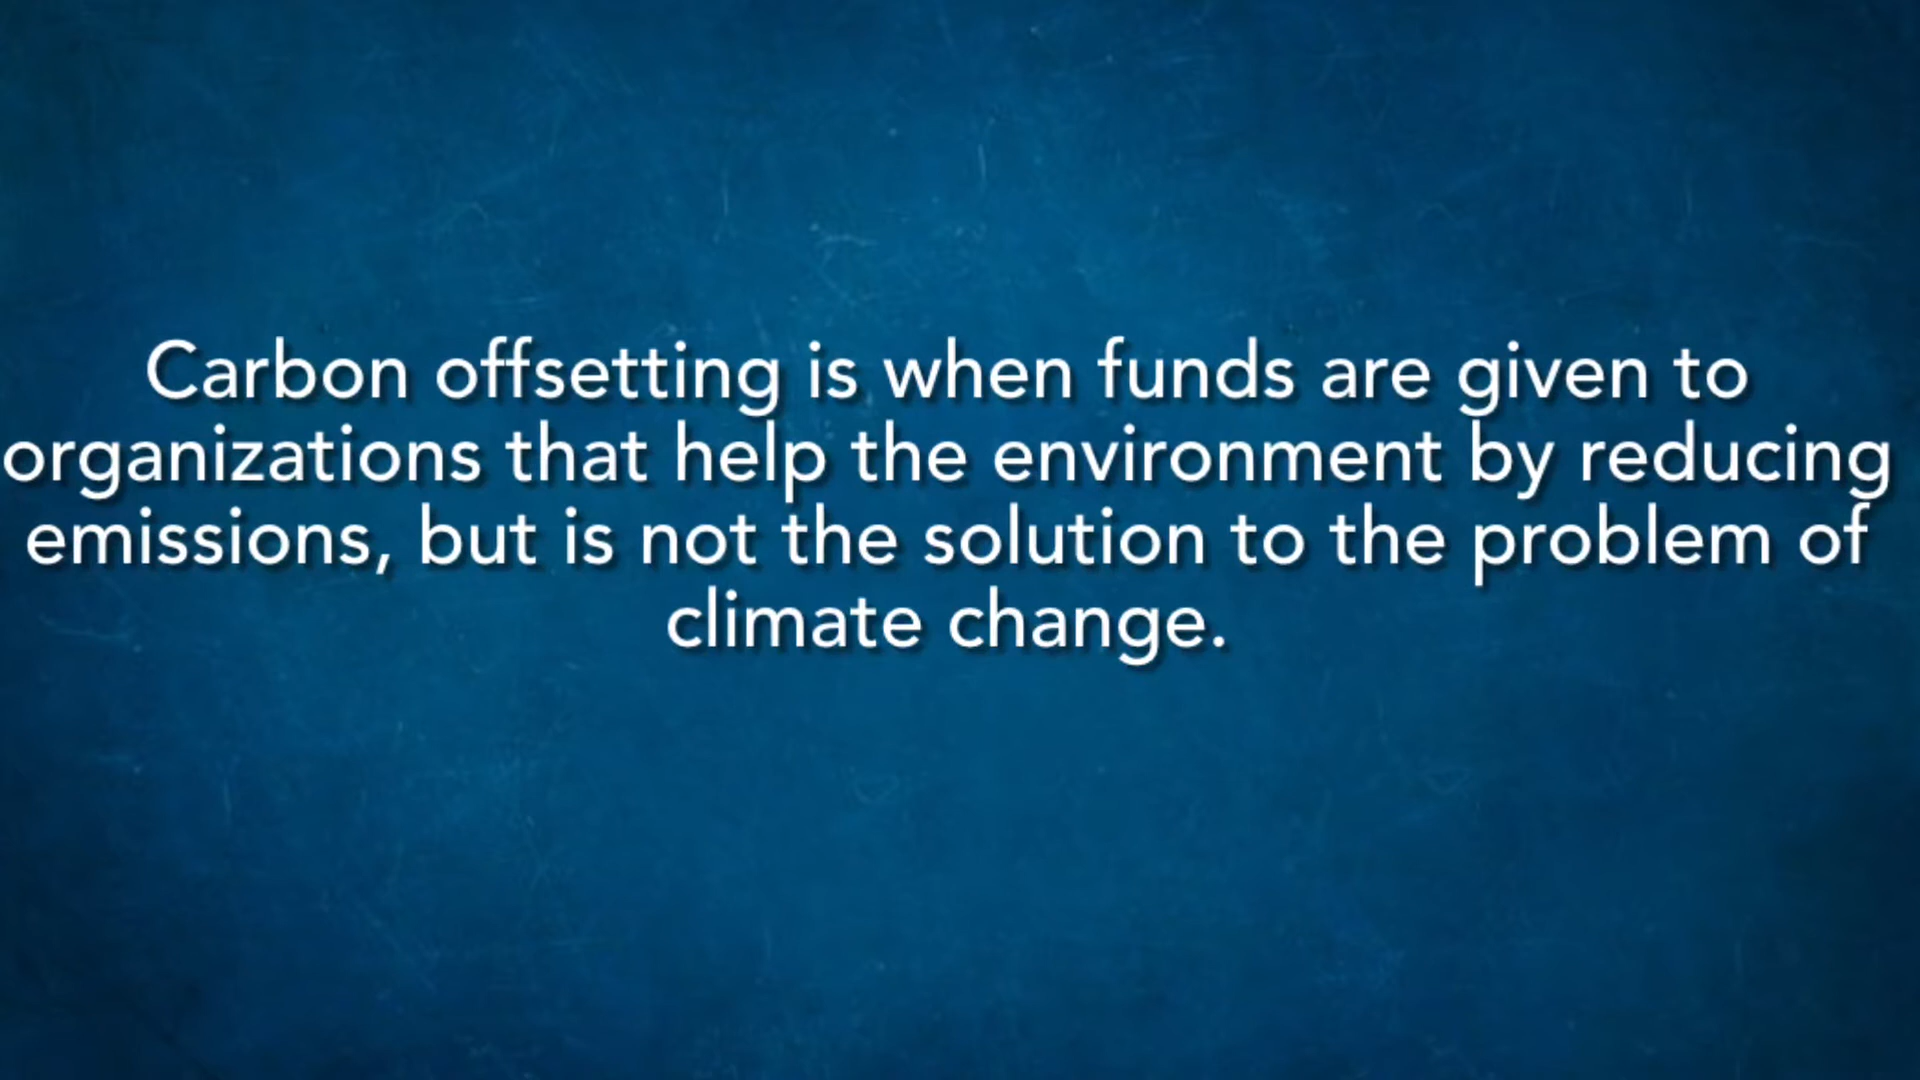 Carbon offsetting is when funds are given to
organizations that help the environment by reducing
emissions, but is not the solution to the problem of
climate change.